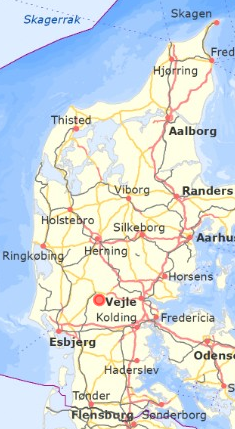 Skagen
Skagerrak
Fred
Hjørring
Thisted
Aalborg
Viborg
Randers
Holstebro
Silkeborg
Aarhus
Herning
Ringkøbing
Horsens
Vejle
Kolding
Fredericia
Esbjerg
Odens
Haderslev
S
Tønder
Flensburg
Sønderborg